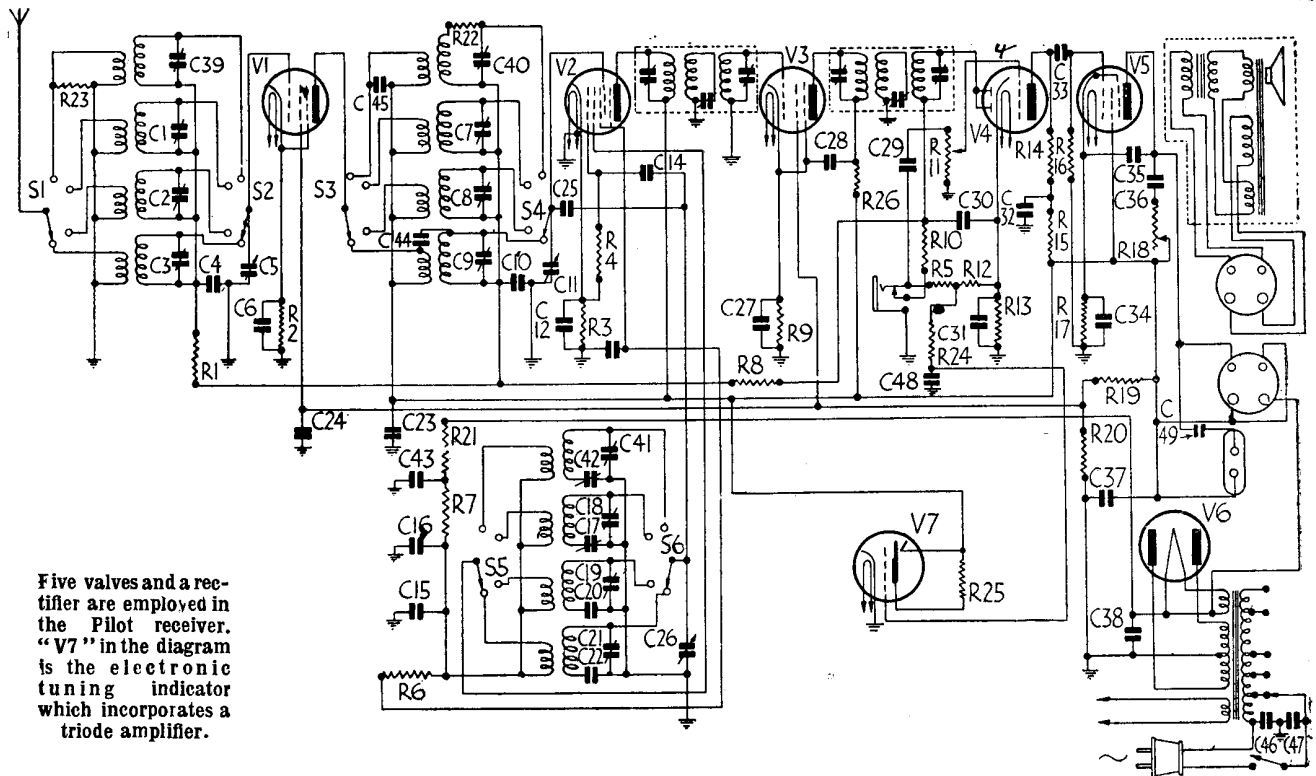 C39
R23
C1
C2
C3
S1
S2
C4
C5
C6
R2
R1
V1
S3
C45
R22
C40
C7
C8
C9
C44
C10
S4
C25
C11
C12
R3
R4
V2
C14
V3
C28
R26
C27
R9
R8
C29
R11
C30
R10
R5
R12
C31
R24
C48
R13
4
V4
R14
C32
R15
C33
R16
V5
R17
C34
C35
C36
R18
R19
R20
C37
C49
V6
C38
C46
C47
C24
C23
R21
C43
R7
C16
C15
R6
S5
C41
C42
C18
C17
C19
C20
C21
C22
S6
C26
V7
R25
Five valves and a rec-
tifier are employed in
the Pilot receiver.
“V7” in the diagram
is the electronic
tuning indicator
which incorporates a
triode amplifier.